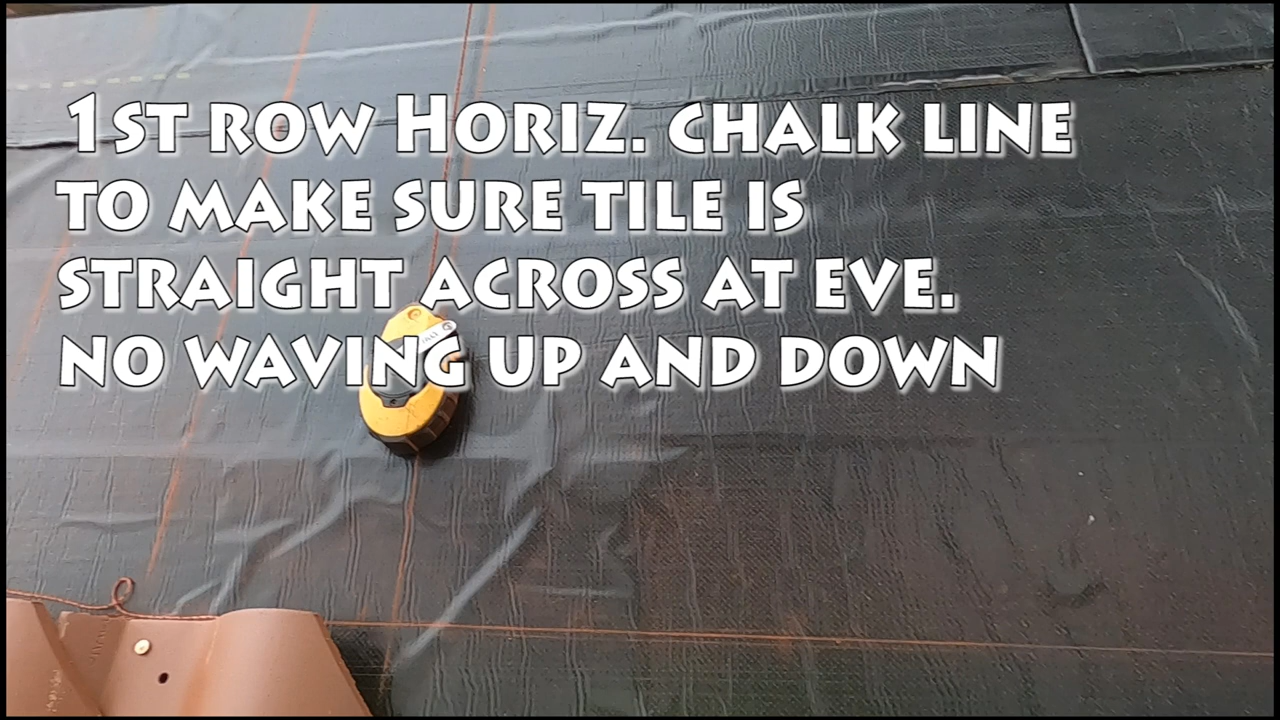 1st row Horiz. chalk line
to make sure tile is
straight across at eve.
no waving up and down